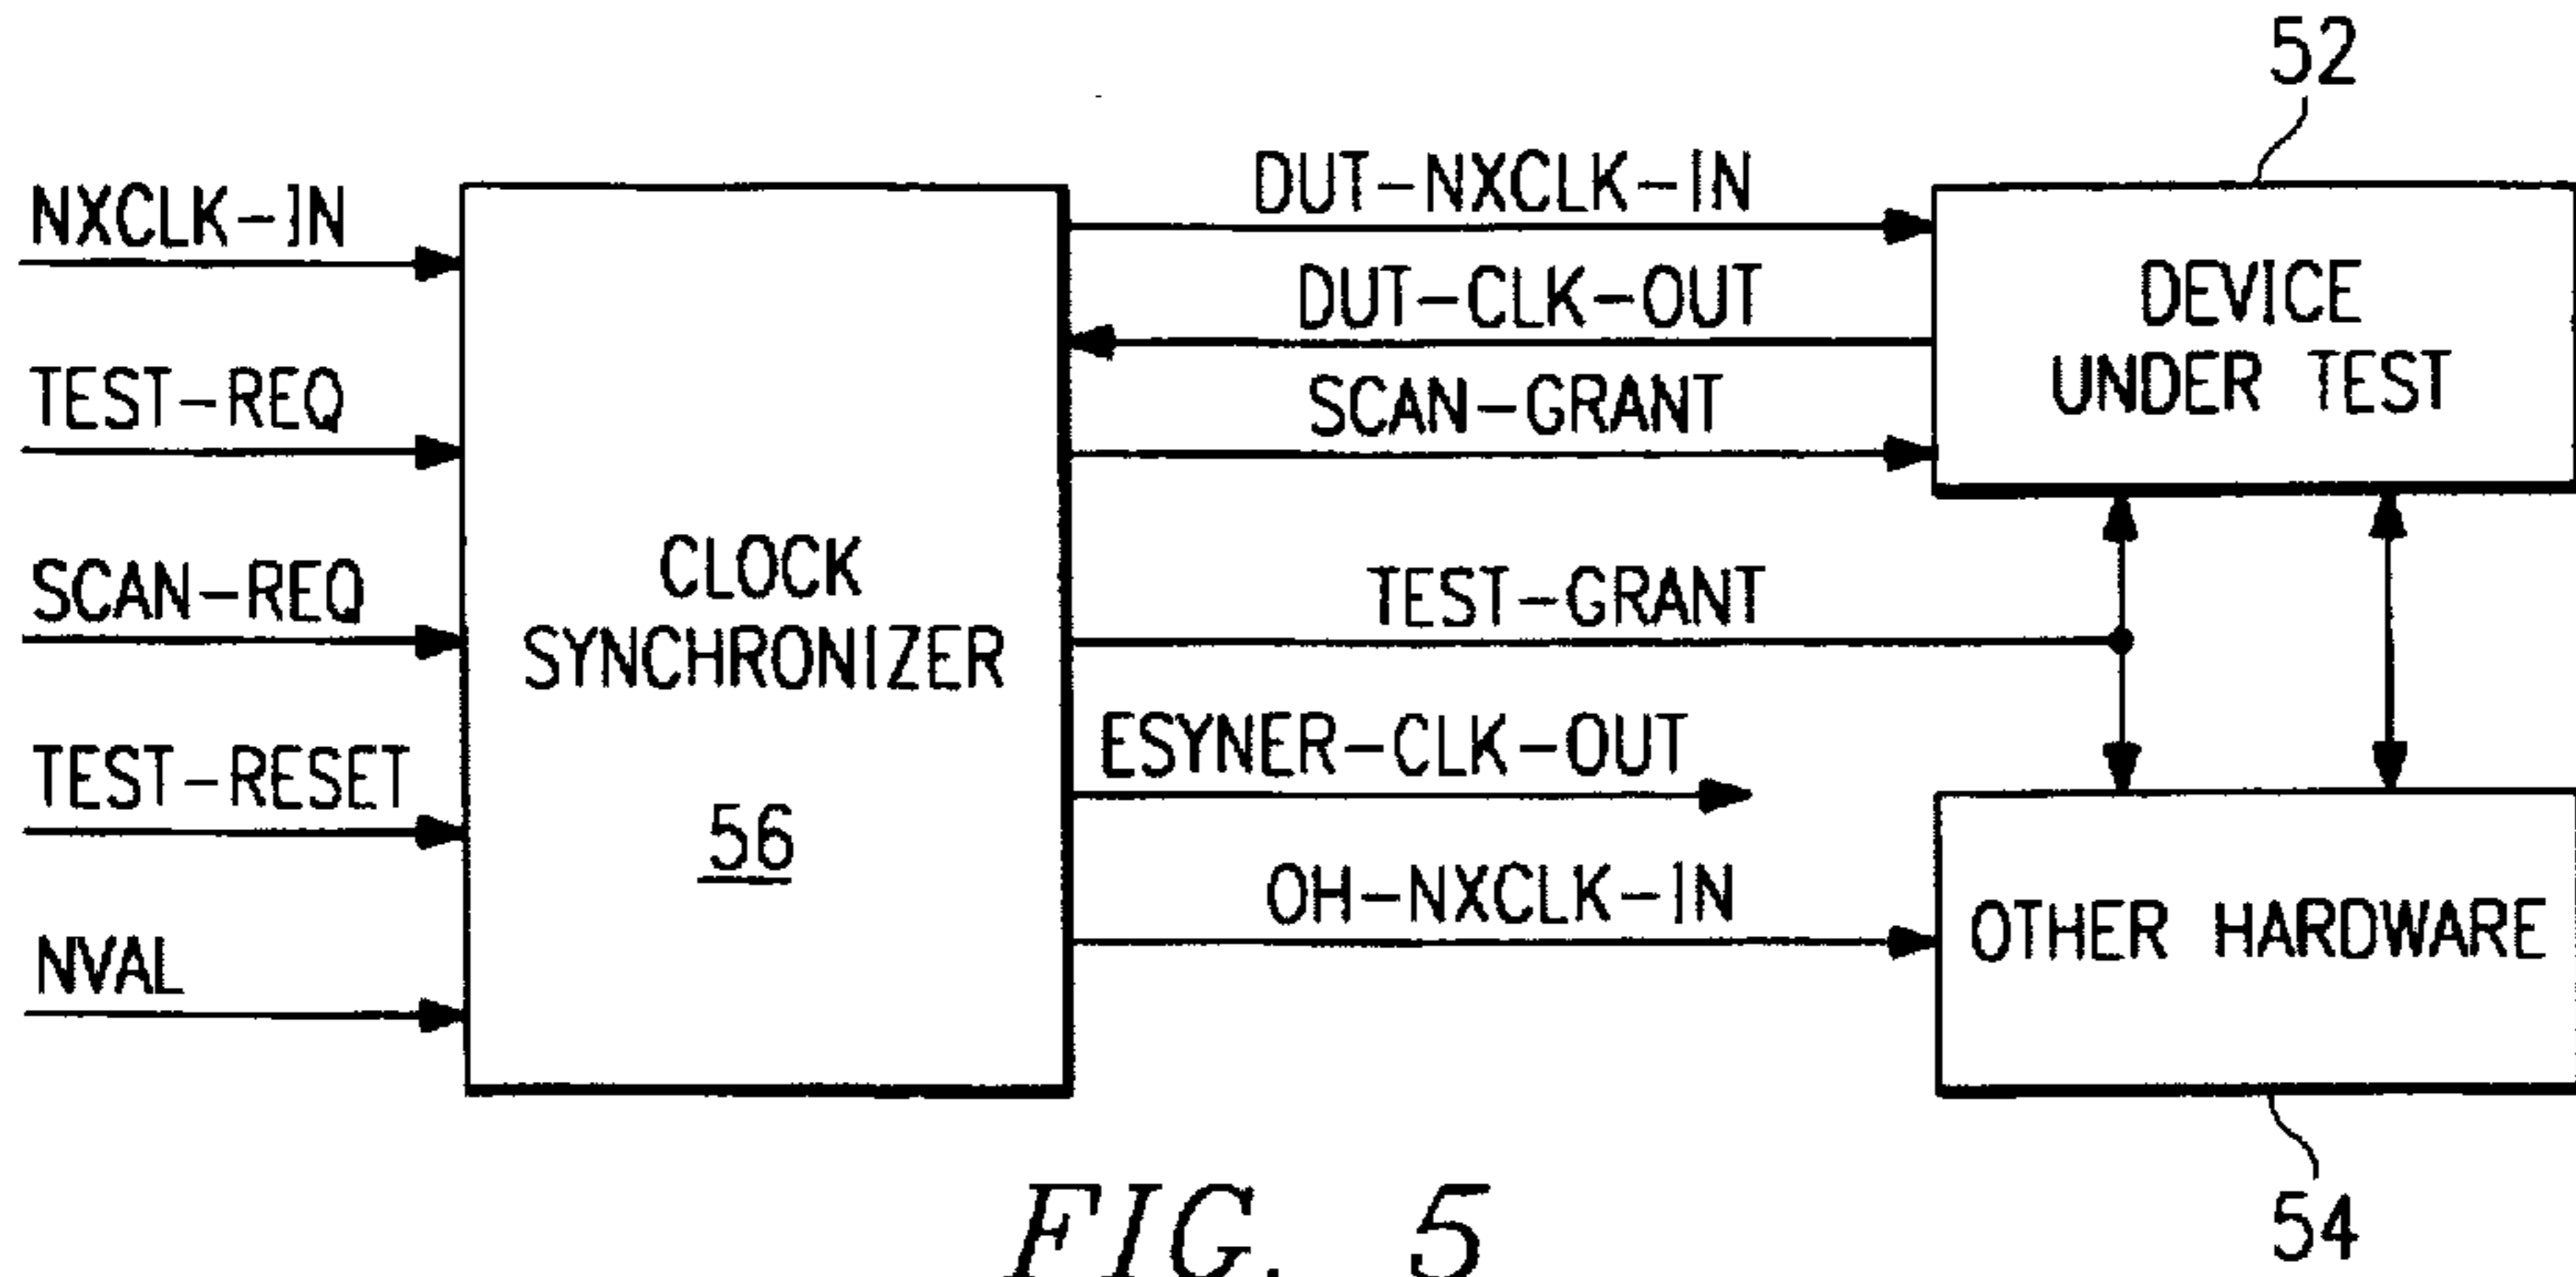 52
NXCLK-IN
TEST-REQ
SCAN-REQ
TEST-RESET
NVAL
CLOCK
SYNCHRONIZER
56
DUT-NXCLK-IN
DUT-CLK-OUT
SCAN-GRANT
TEST-GRANT
ESYNER-CLK-OUT
OH-NXCLK-IN
DEVICE
UNDER TEST
OTHER HARDWARE
54
FIG. 5